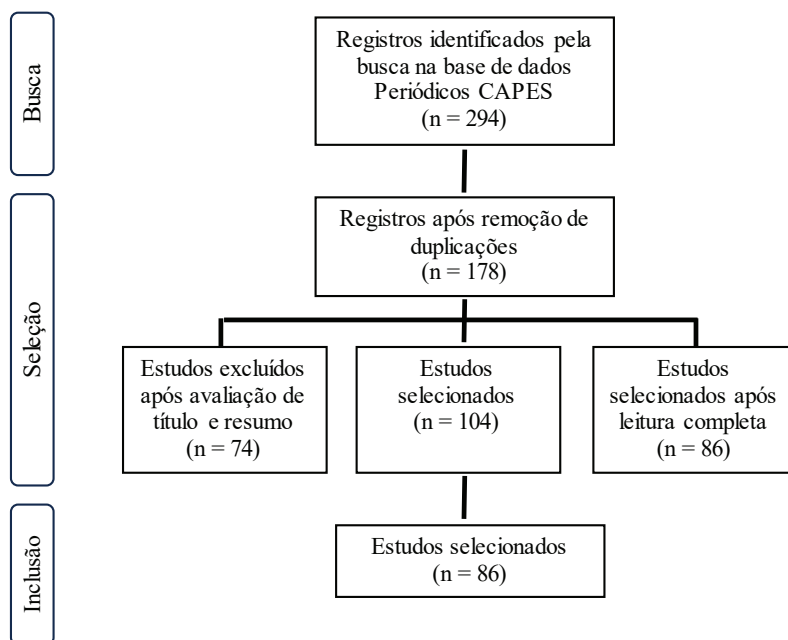 Busca
Registros identificados pela
busca na base de dados
Periódicos CAPES
(n = 294)
Seleção
Registros após remoção de
duplicações
(n = 178)
Estudos excluídos
após avaliação de
título e resumo
(n = 74)
Estudos
selecionados
(n = 104)
Estudos
selecionados após
leitura completa
(n = 86)
Inclusão
Estudos selecionados
(n = 86)